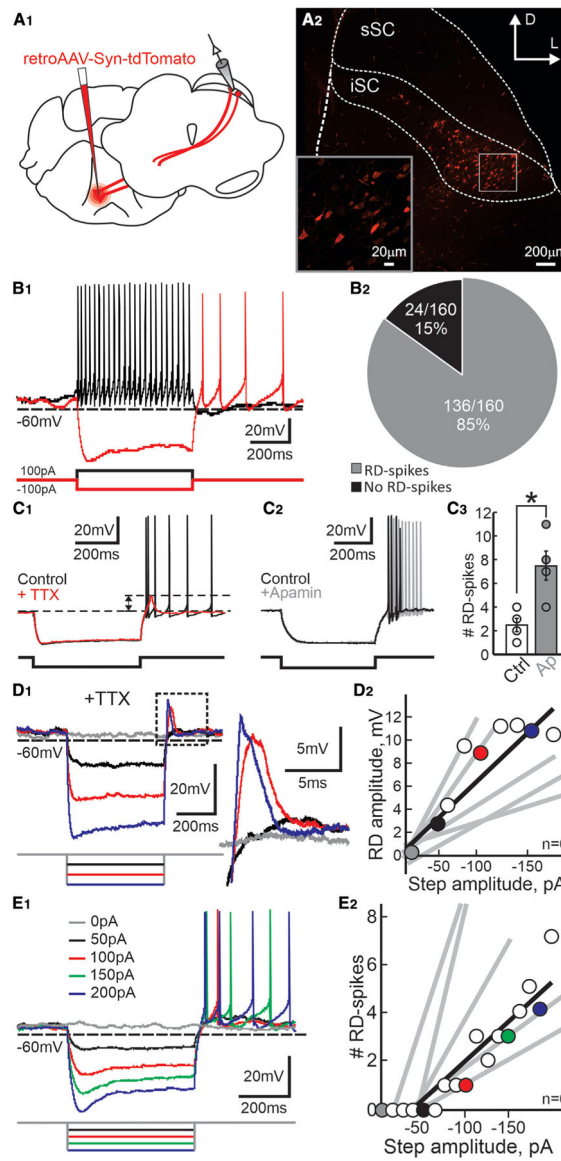 A1
retroAAV-Syn-tdTomato
A2
sSC
iSC
D
L
20μm
200μm
B1
-60mV
20mV
200ms
100pA
-100pA
B2
24/160
15%
136/160
85%
RD-spikes
No RD-spikes
C1
20mV
200ms
Control
+ TTX
C2
20mV
200ms
Control
+Apamin
C3
*
# RD-spikes
12
10
8
6
4
2
0
Ctrl
Ap
D1
+TTX
-60mV
20mV
200ms
5mV
5ms
D2
RD amplitude, mV
12
10
8
6
4
2
0
-50
-100
-150
Step amplitude, pA
E1
0pA
50pA
100pA
150pA
200pA
-60mV
20mV
200ms
E2
# RD-spikes
8
6
4
2
0
-50
-100
-150
Step amplitude, pA